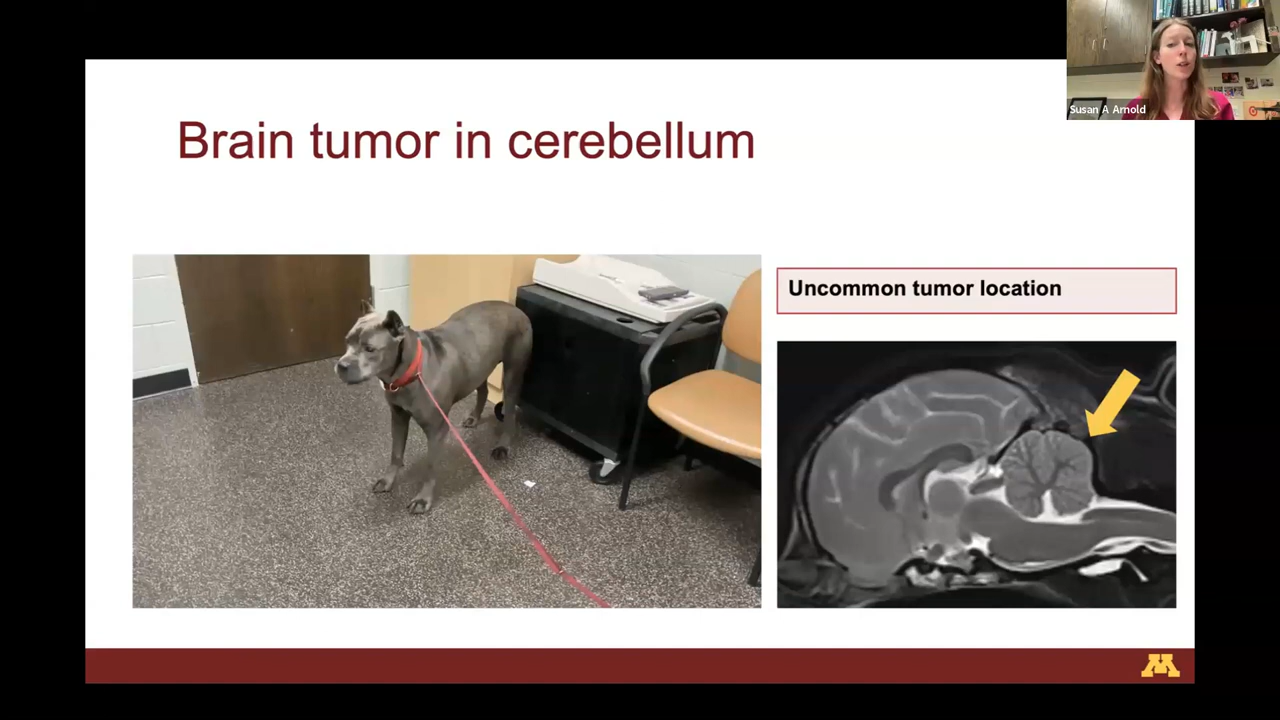 Susan A Arnold
Brain tumor in cerebellum
Uncommon tumor location
M